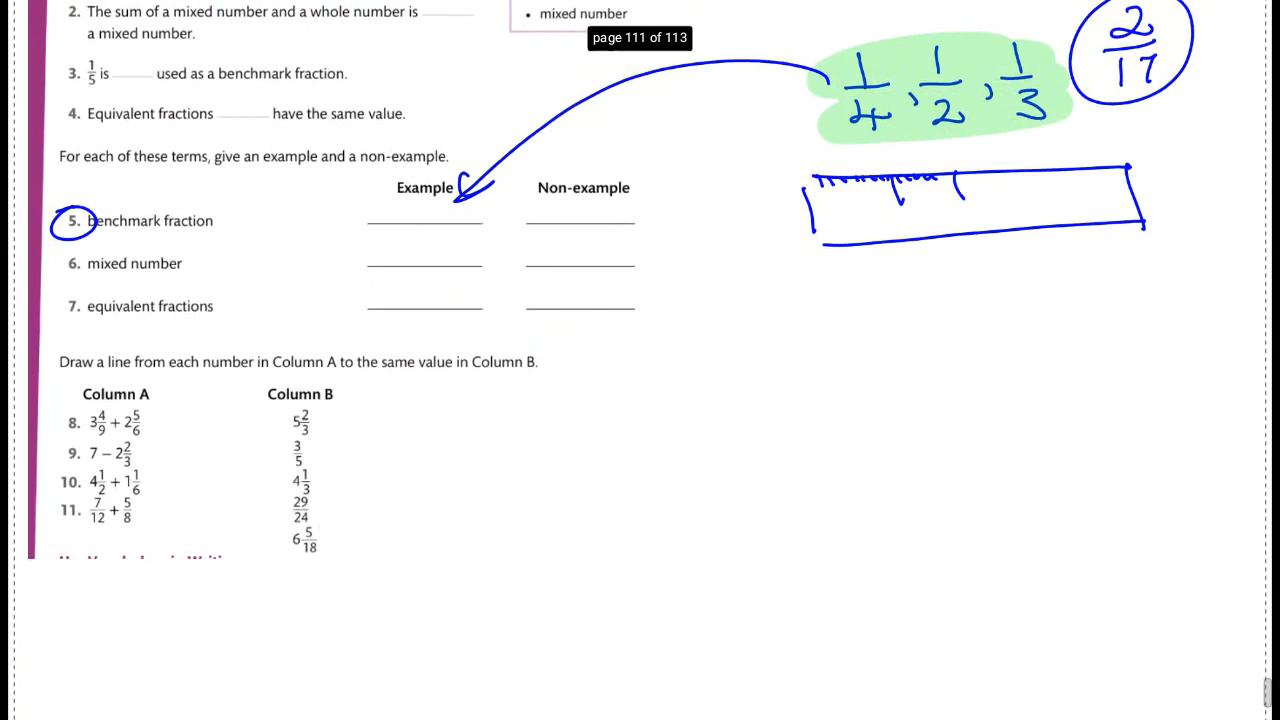 2. The sum of a mixed number and a whole number is ______
a mixed number.
• mixed number
page 111 of 113
3. 1/5 is ______ used as a benchmark fraction.
4. Equivalent fractions ______ have the same value.
1/4, 1/2, 1/3
2/17
For each of these terms, give an example and a non-example.
Example Non-example
5. benchmark fraction ______ ______
6. mixed number ______ ______
7. equivalent fractions ______ ______
Draw a line from each number in Column A to the same value in Column B.
Column A Column B
8. 3 4/9 + 2 5/6 5 2/3
9. 7 – 2 2/3 3/5
10. 4 1/2 + 1 1/6 4 1/3
11. 7/12 + 5/8 29/24
6 5/18